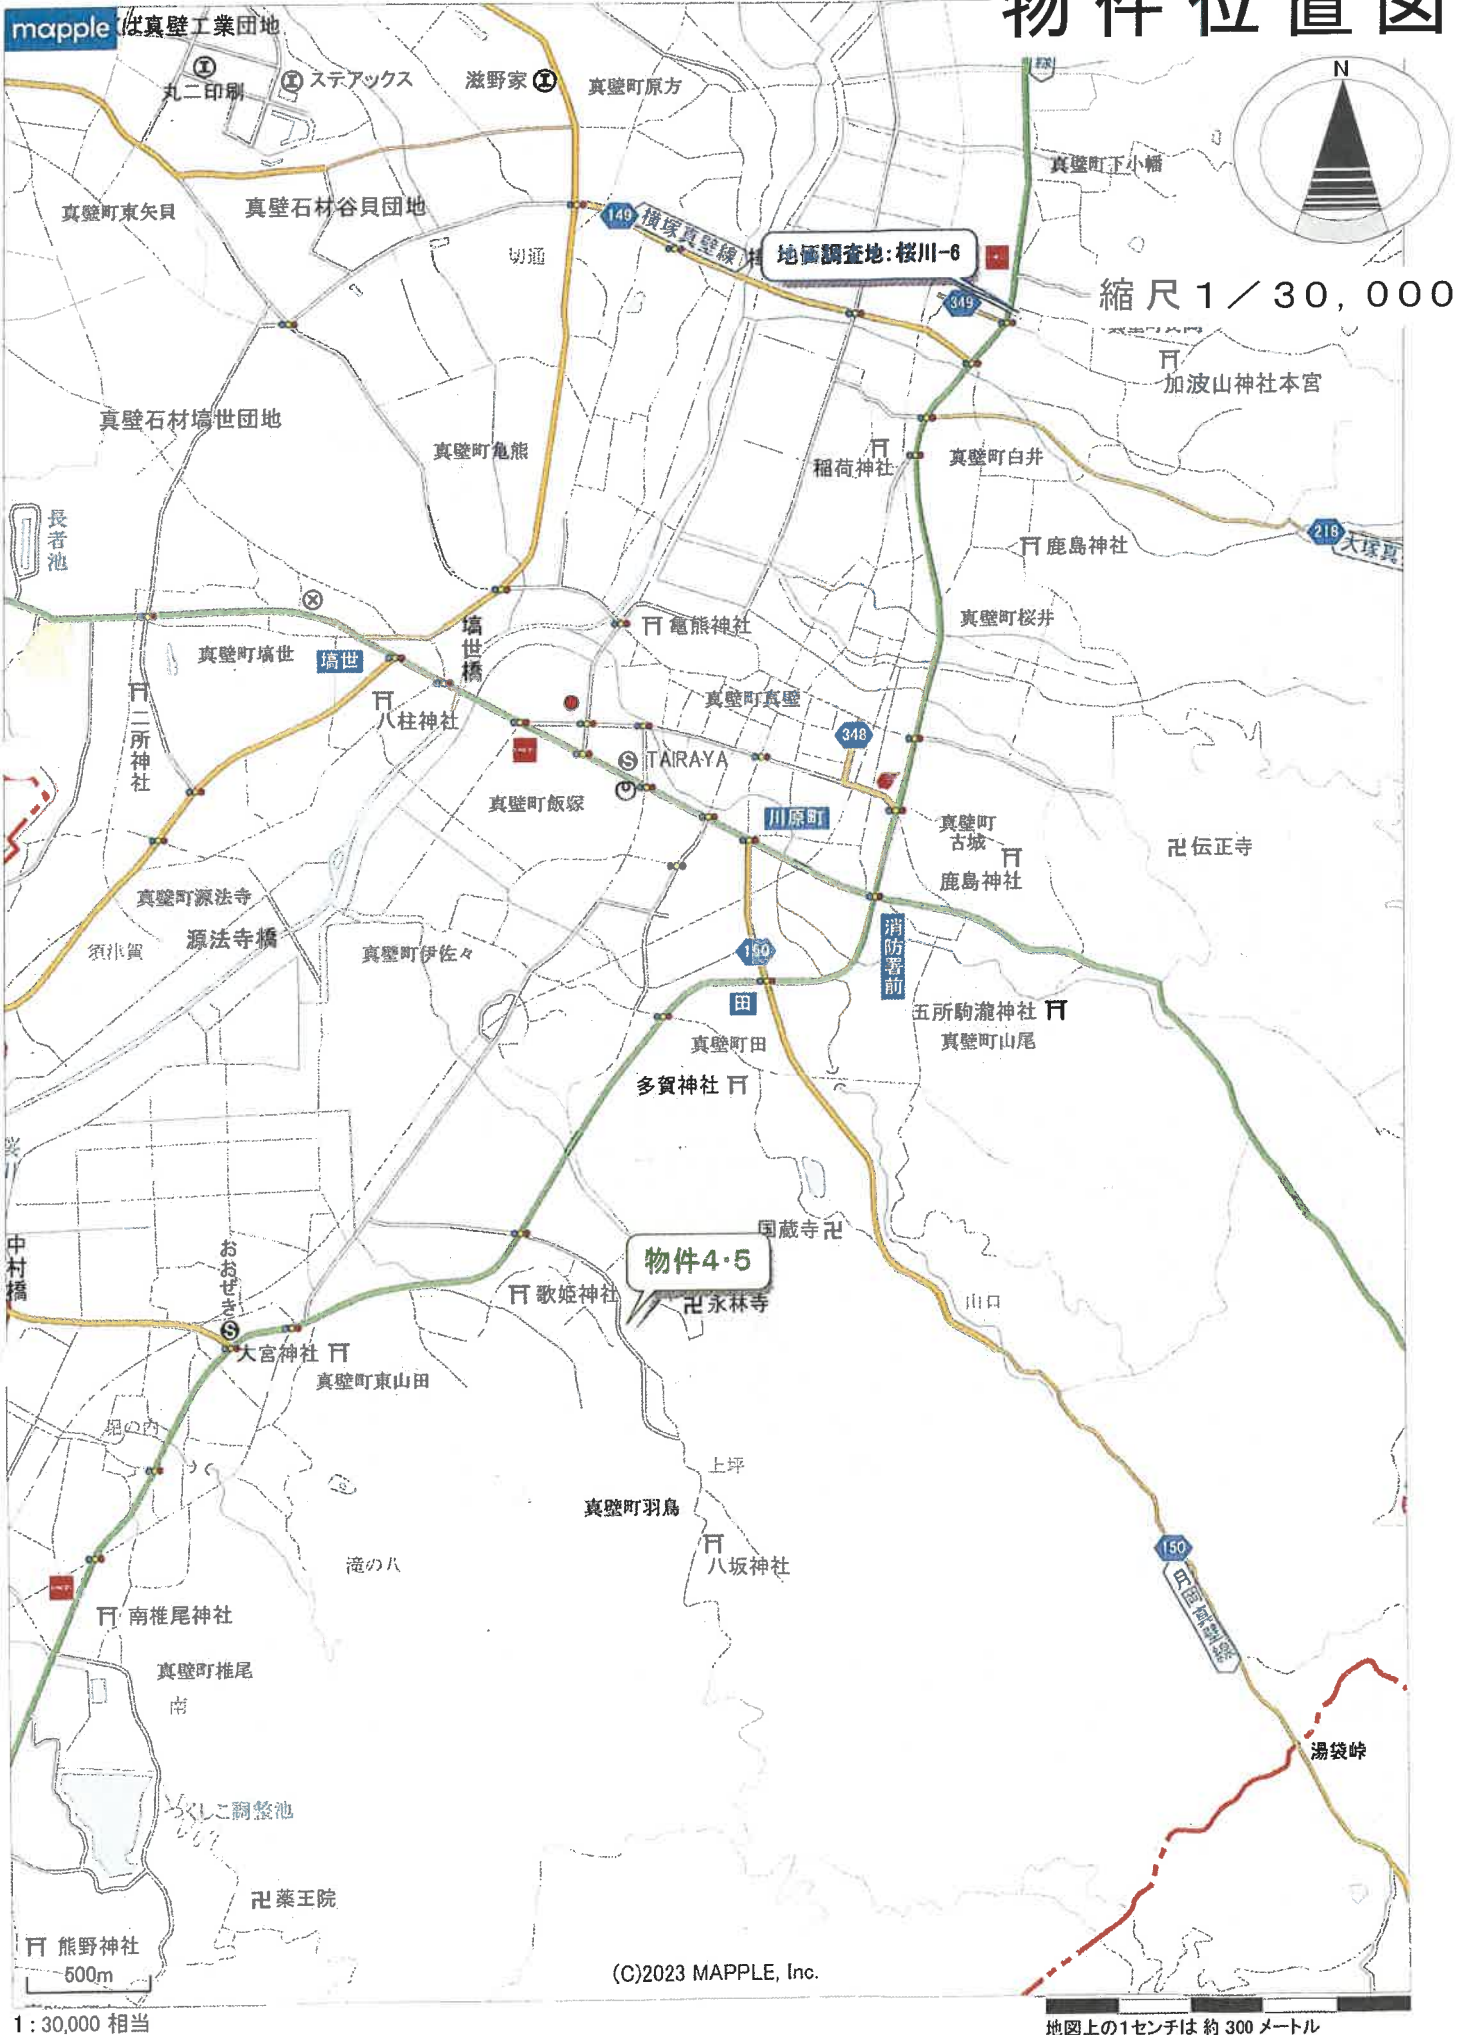 物件位置図
mapple
ば真壁工業団地
丸二印刷
ステアックス
滋野家
真壁町原方
N
真壁町下小幡
真壁町東矢貝
真壁石材谷貝団地
149
横塚真壁線
切通
地価調査地:桜川-6
349
縮尺1/30,000
加波山神社本宮
真壁石材塙世団地
真壁町亀熊
稲荷神社
真壁町白井
長者池
鹿島神社
218
大塚真
真壁町桜井
塙世橋
亀熊神社
真壁町塙世
塙世
八柱神社
二所神社
真壁町真壁
348
TAIRAYA
真壁町飯塚
川原町
真壁町
古城
鹿島神社
伝正寺
真壁町源法寺
源法寺橋
須小賀
真壁町伊佐々
消防署前
150
田
五所駒瀧神社
真壁町山尾
真壁町田
多賀神社
国蔵寺
中村橋
おおぜき
物件4・5
歌姫神社
永林寺
山口
大宮神社
真壁町東山田
堀の内
上坪
真壁町羽鳥
八坂神社
滝の入
150
月岡真壁線
南椎尾神社
真壁町椎尾
南
湯袋峠
つくしこ調整池
薬王院
熊野神社
500m
(C)2023 MAPPLE, Inc.
1:30,000 相当
地図上の1センチは 約 300 メートル